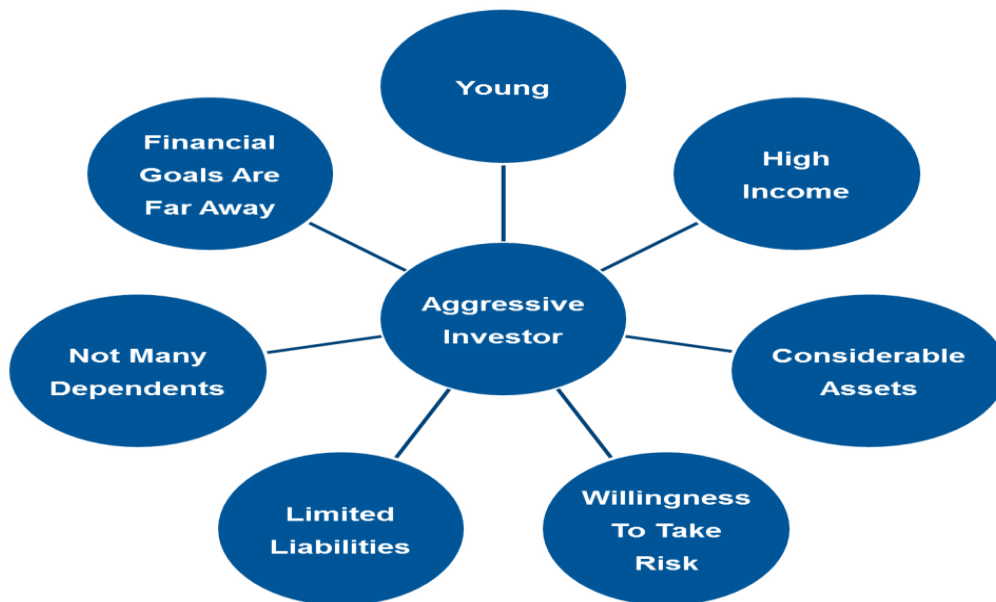 Young
High
Income
Considerable
Assets
Willingness
To Take
Risk
Limited
Liabilities
Not Many
Dependents
Financial
Goals Are
Far Away
Aggressive
Investor